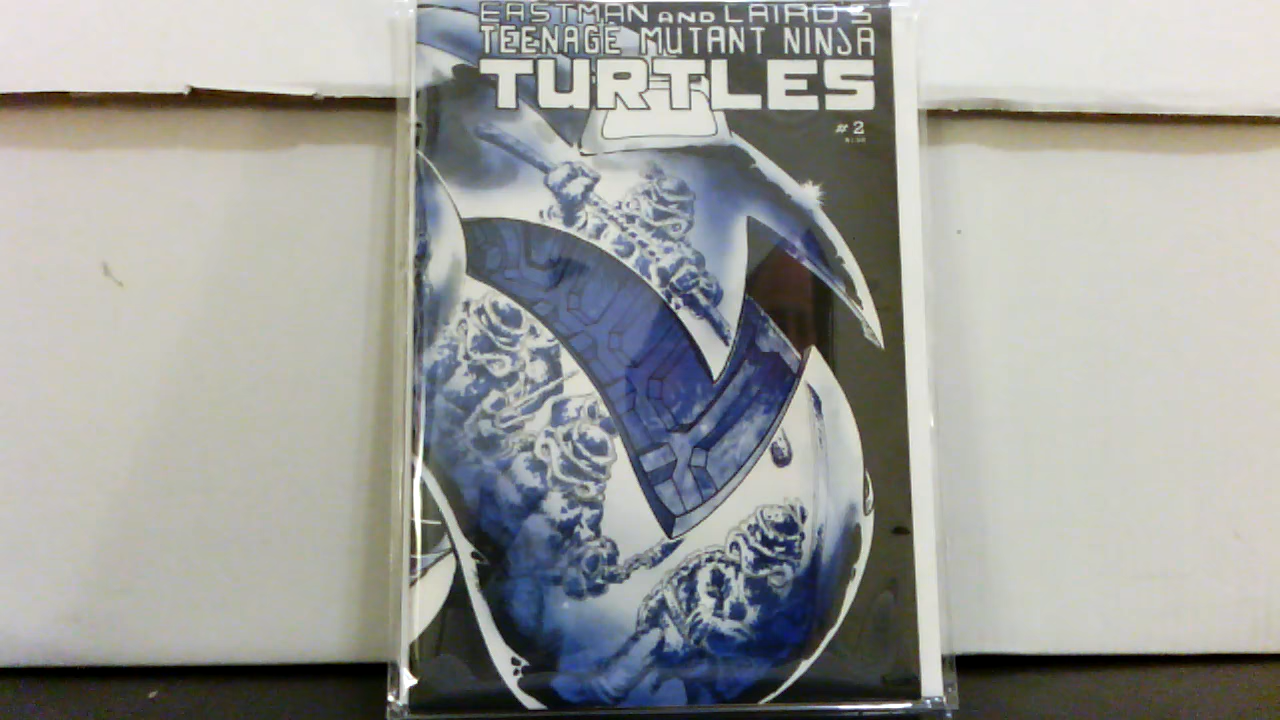 EASTMAN AND LAIRD'S
TEENAGE MUTANT NINJA
TURTLES
# 2